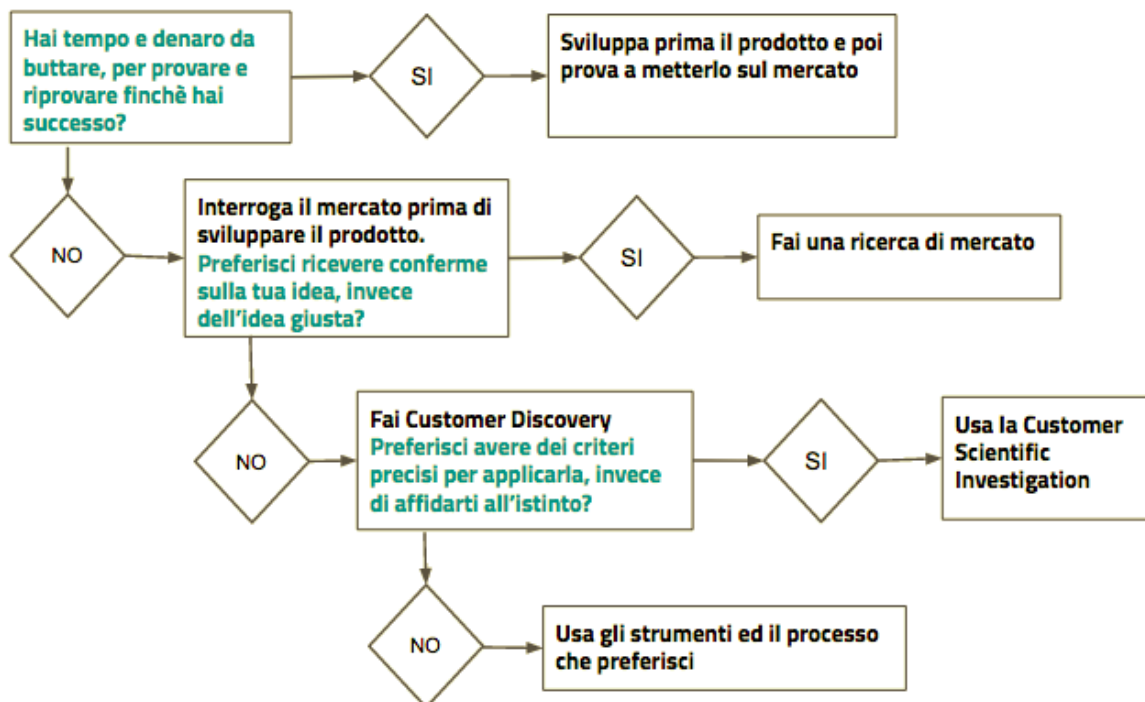 Hai tempo e denaro da
buttare, per provare e
riprovare finchè hai
successo?
SI
Sviluppa prima il prodotto e poi
prova a metterlo sul mercato
NO
Interroga il mercato prima di
sviluppare il prodotto.
Preferisci ricevere conferme
sulla tua idea, invece
dell'idea giusta?
SI
Fai una ricerca di mercato
NO
Fai Customer Discovery
Preferisci avere dei criteri
precisi per applicarla, invece
di affidarti all'istinto?
SI
Usa la Customer
Scientific
Investigation
NO
Usa gli strumenti ed il processo
che preferisci